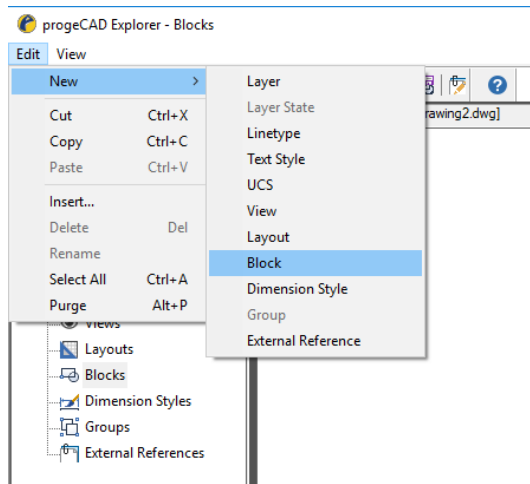 progeCAD Explorer - Blocks
Edit View
New >
Cut Ctrl+X
Copy Ctrl+C
Paste Ctrl+V
Insert...
Delete Del
Rename
Select All Ctrl+A
Purge Alt+P
Layer
Layer State
Linetype
Text Style
UCS
View
Layout
Block
Dimension Style
Group
External Reference
rawing2.dwg]
Views
Layouts
Blocks
Dimension Styles
Groups
External References